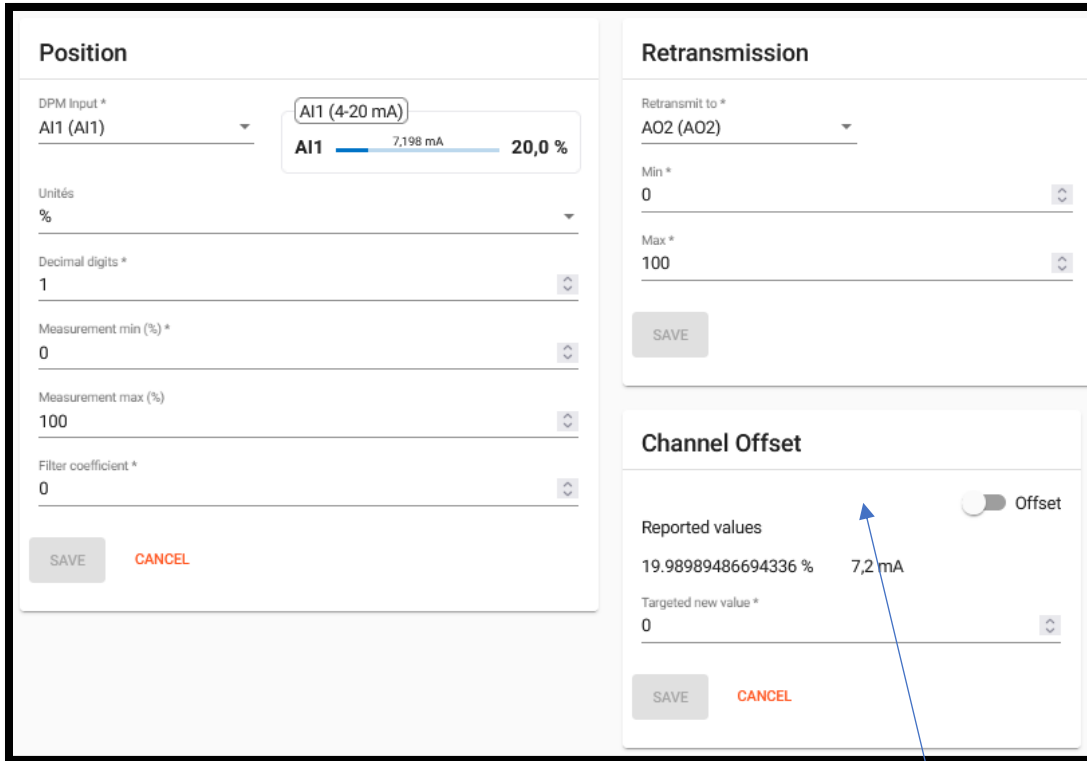 Position
DPM Input *
AI1 (AI1)
AI1 (4-20 mA)
AI1 7,198 mA 20,0 %
Unités
%
Decimal digits *
1
Measurement min (%) *
0
Measurement max (%)
100
Filter coefficient *
0
SAVE CANCEL
Retransmission
Retransmit to *
AO2 (AO2)
Min *
0
Max *
100
SAVE
Channel Offset
Offset
Reported values
19.98989486694336 % 7,2 mA
Targeted new value *
0
SAVE CANCEL